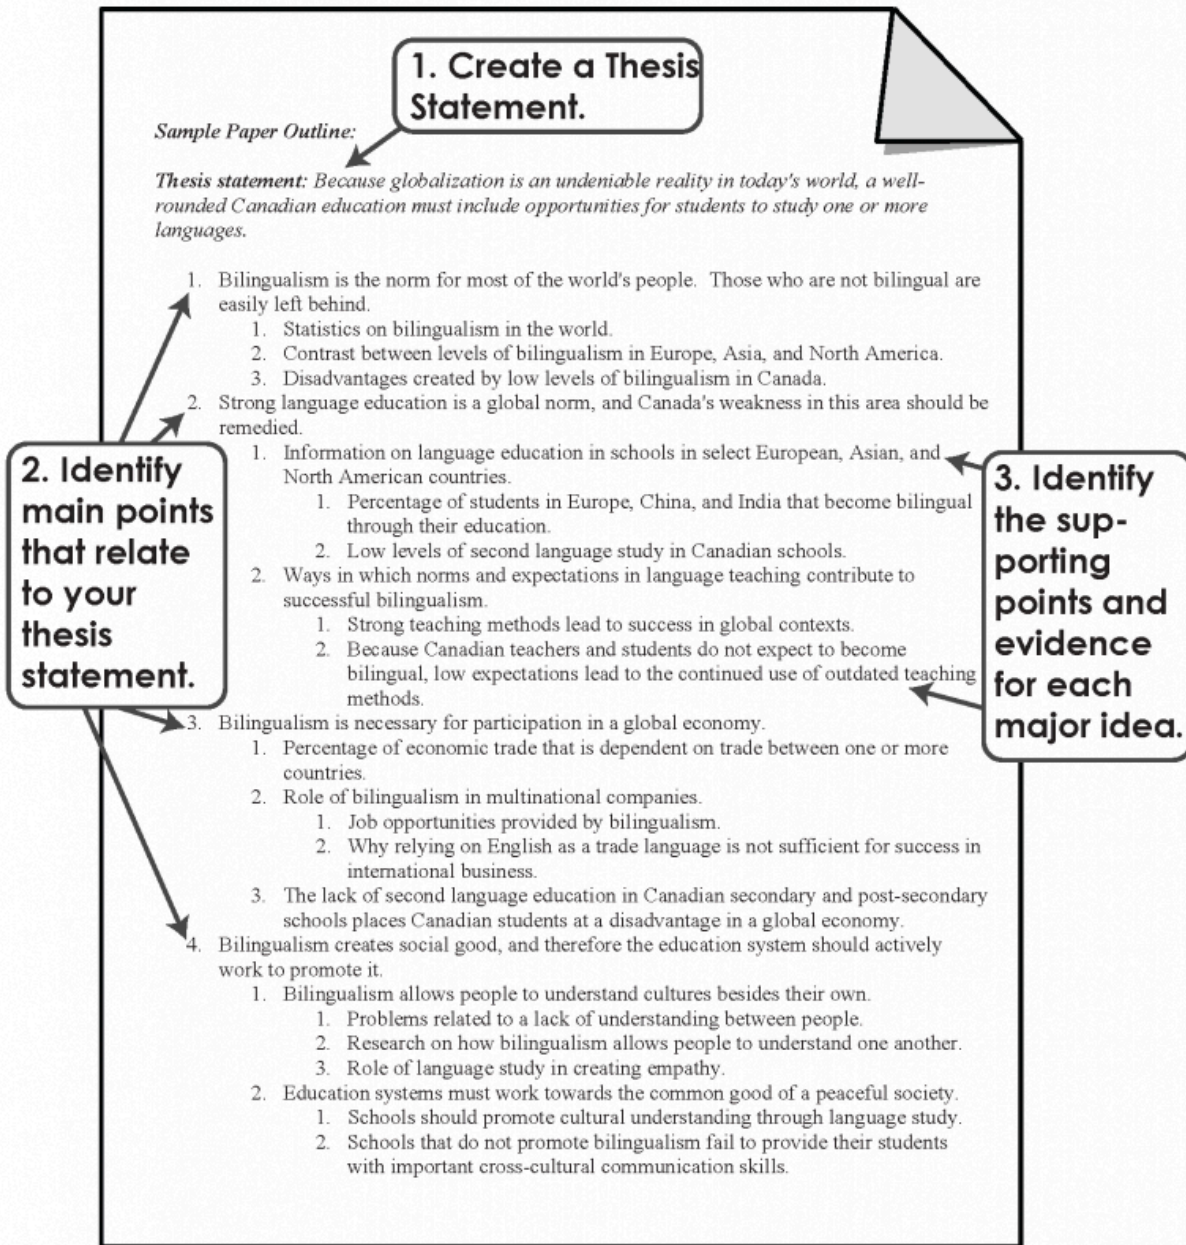 1. Create a Thesis
Statement.
Sample Paper Outline:
Thesis statement: Because globalization is an undeniable reality in today's world, a well-
rounded Canadian education must include opportunities for students to study one or more
languages.
1. Bilingualism is the norm for most of the world's people. Those who are not bilingual are
easily left behind.
1. Statistics on bilingualism in the world.
2. Contrast between levels of bilingualism in Europe, Asia, and North America.
3. Disadvantages created by low levels of bilingualism in Canada.
2. Strong language education is a global norm, and Canada's weakness in this area should be
remedied.
1. Information on language education in schools in select European, Asian, and
North American countries.
1. Percentage of students in Europe, China, and India that become bilingual
through their education.
2. Low levels of second language study in Canadian schools.
2. Ways in which norms and expectations in language teaching contribute to
successful bilingualism.
1. Strong teaching methods lead to success in global contexts.
2. Because Canadian teachers and students do not expect to become
bilingual, low expectations lead to the continued use of outdated teaching
methods.
3. Bilingualism is necessary for participation in a global economy.
1. Percentage of economic trade that is dependent on trade between one or more
countries.
2. Role of bilingualism in multinational companies.
1. Job opportunities provided by bilingualism.
2. Why relying on English as a trade language is not sufficient for success in
international business.
3. The lack of second language education in Canadian secondary and post-secondary
schools places Canadian students at a disadvantage in a global economy.
4. Bilingualism creates social good, and therefore the education system should actively
work to promote it.
1. Bilingualism allows people to understand cultures besides their own.
1. Problems related to a lack of understanding between people.
2. Research on how bilingualism allows people to understand one another.
3. Role of language study in creating empathy.
2. Education systems must work towards the common good of a peaceful society.
1. Schools should promote cultural understanding through language study.
2. Schools that do not promote bilingualism fail to provide their students
with important cross-cultural communication skills.
2. Identify
main points
that relate
to your
thesis
statement.
3. Identify
the sup-
porting
points and
evidence
for each
major idea.